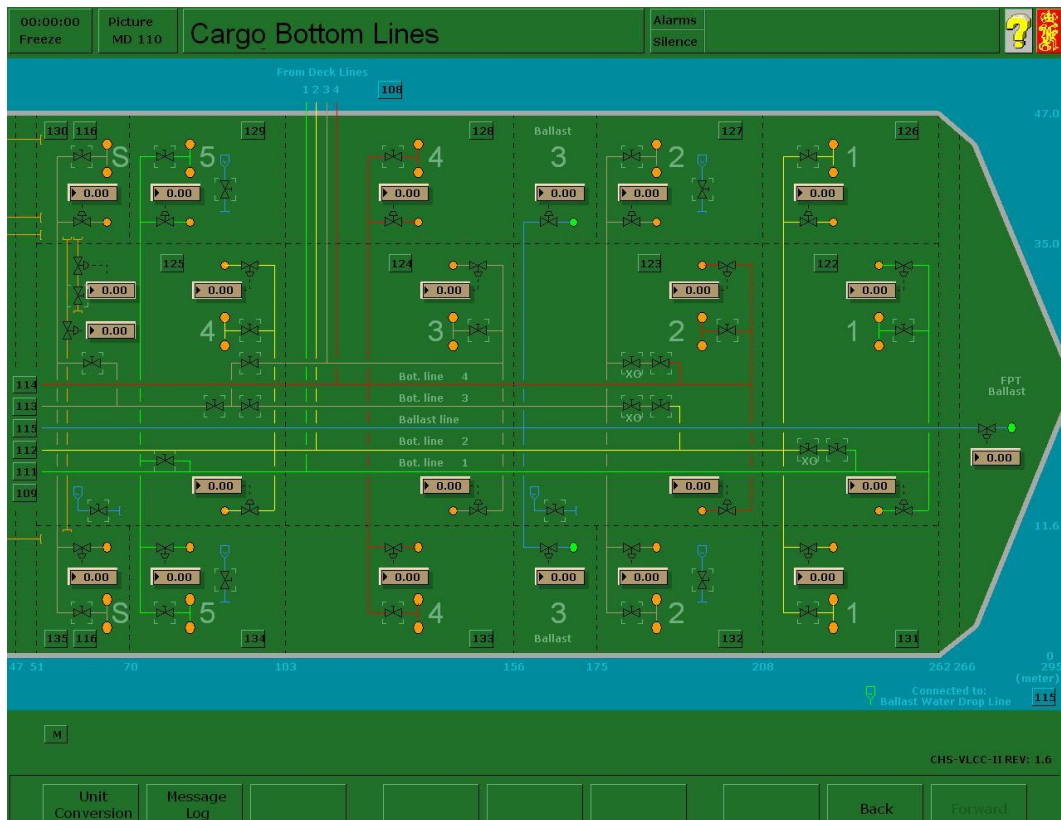 00:00:00 Picture Alarms
Freeze MD 110 Cargo Bottom Lines Silence
From Deck Lines
1 2 3 4 108
47.0
130 116 129 128 Ballast 127 126
S 5 4 3 2 1
0.00 0.00 0.00 0.00 0.00 0.00
35.0
125 124 123 122
0.00 0.00 0.00 0.00 0.00
0.00 4 3 2 1
XO
114 Bot. line 4 FPT
Ballast
113 Bot. line 3
XO
115 Ballast line
112 Bot. line 2
XO 0.00
111 Bot. line 1
109 0.00 0.00 0.00 0.00
11.6
0.00 0.00 0.00 0.00 0.00 0.00
S 5 4 3 2 1
135 116 134 133 Ballast 132 131
0
47 51 70 103 156 175 208 262 266 295
(meter)
Connected to:
Ballast Water Drop Line 115
M
CHS-VLCC-II REV: 1.6
Unit Message
Conversion Log Back Forward